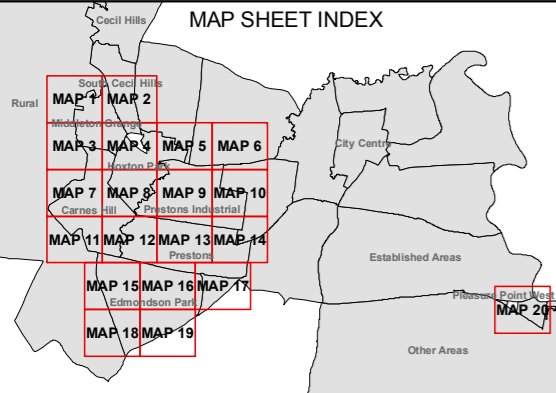 MAP SHEET INDEX
Cecil Hills
South Cecil Hills
Rural
MAP 1 MAP 2
Middleton Grange
MAP 3 MAP 4 MAP 5 MAP 6
City Centre
Hoxton Park
MAP 7 MAP 8 MAP 9 MAP 10
Carnes Hill Prestons Industrial
MAP 11 MAP 12 MAP 13 MAP 14
Prestons
Established Areas
MAP 15 MAP 16 MAP 17
Pleasure Point West
Edmondson Park
MAP 20
MAP 18 MAP 19
Other Areas